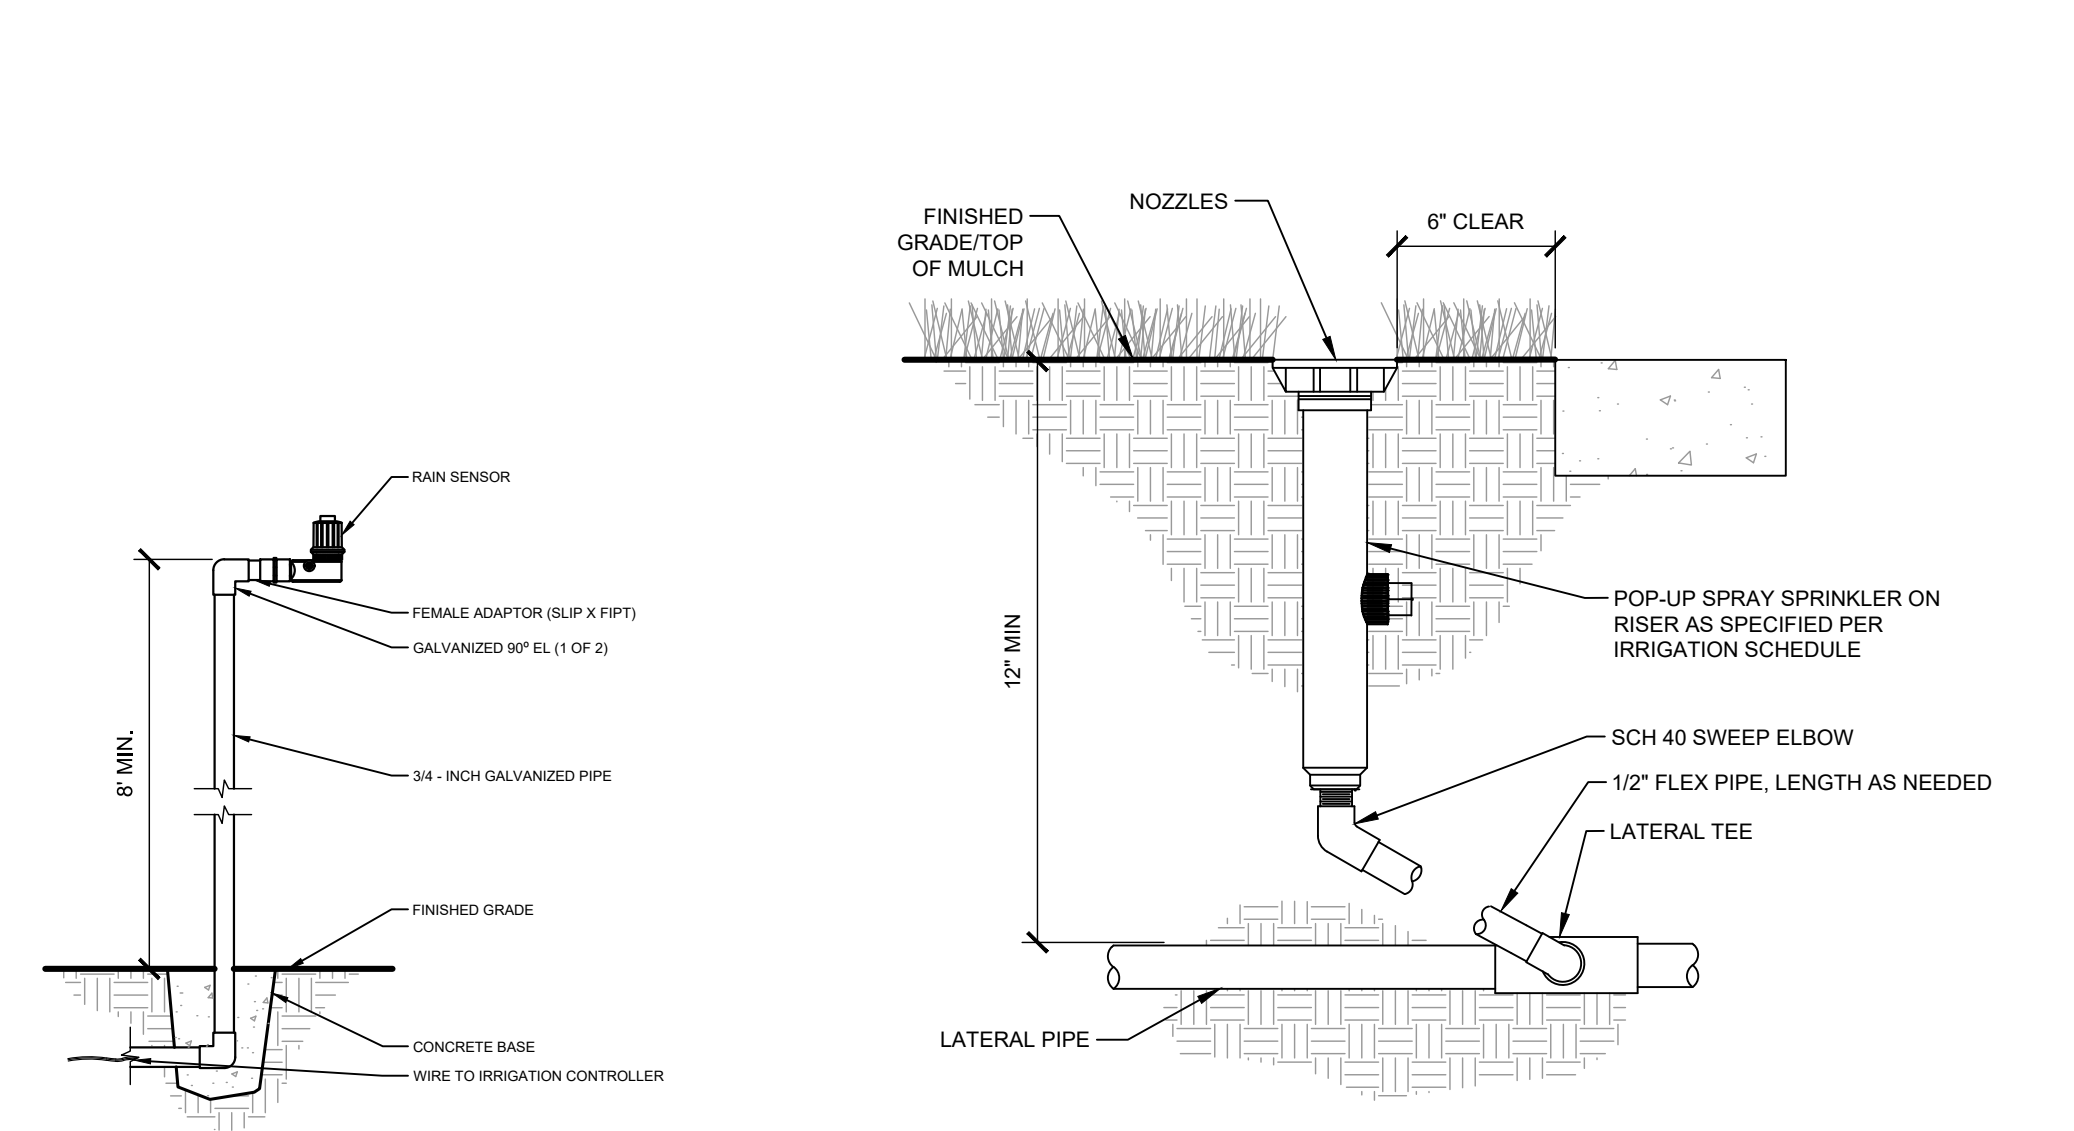 RAIN SENSOR
FEMALE ADAPTOR (SLIP X FIPT)
GALVANIZED 90º EL (1 OF 2)
3/4 - INCH GALVANIZED PIPE
8' MIN.
FINISHED GRADE
CONCRETE BASE
WIRE TO IRRIGATION CONTROLLER
FINISHED
GRADE/TOP
OF MULCH
NOZZLES
6" CLEAR
12" MIN
POP-UP SPRAY SPRINKLER ON
RISER AS SPECIFIED PER
IRRIGATION SCHEDULE
SCH 40 SWEEP ELBOW
1/2" FLEX PIPE, LENGTH AS NEEDED
LATERAL TEE
LATERAL PIPE